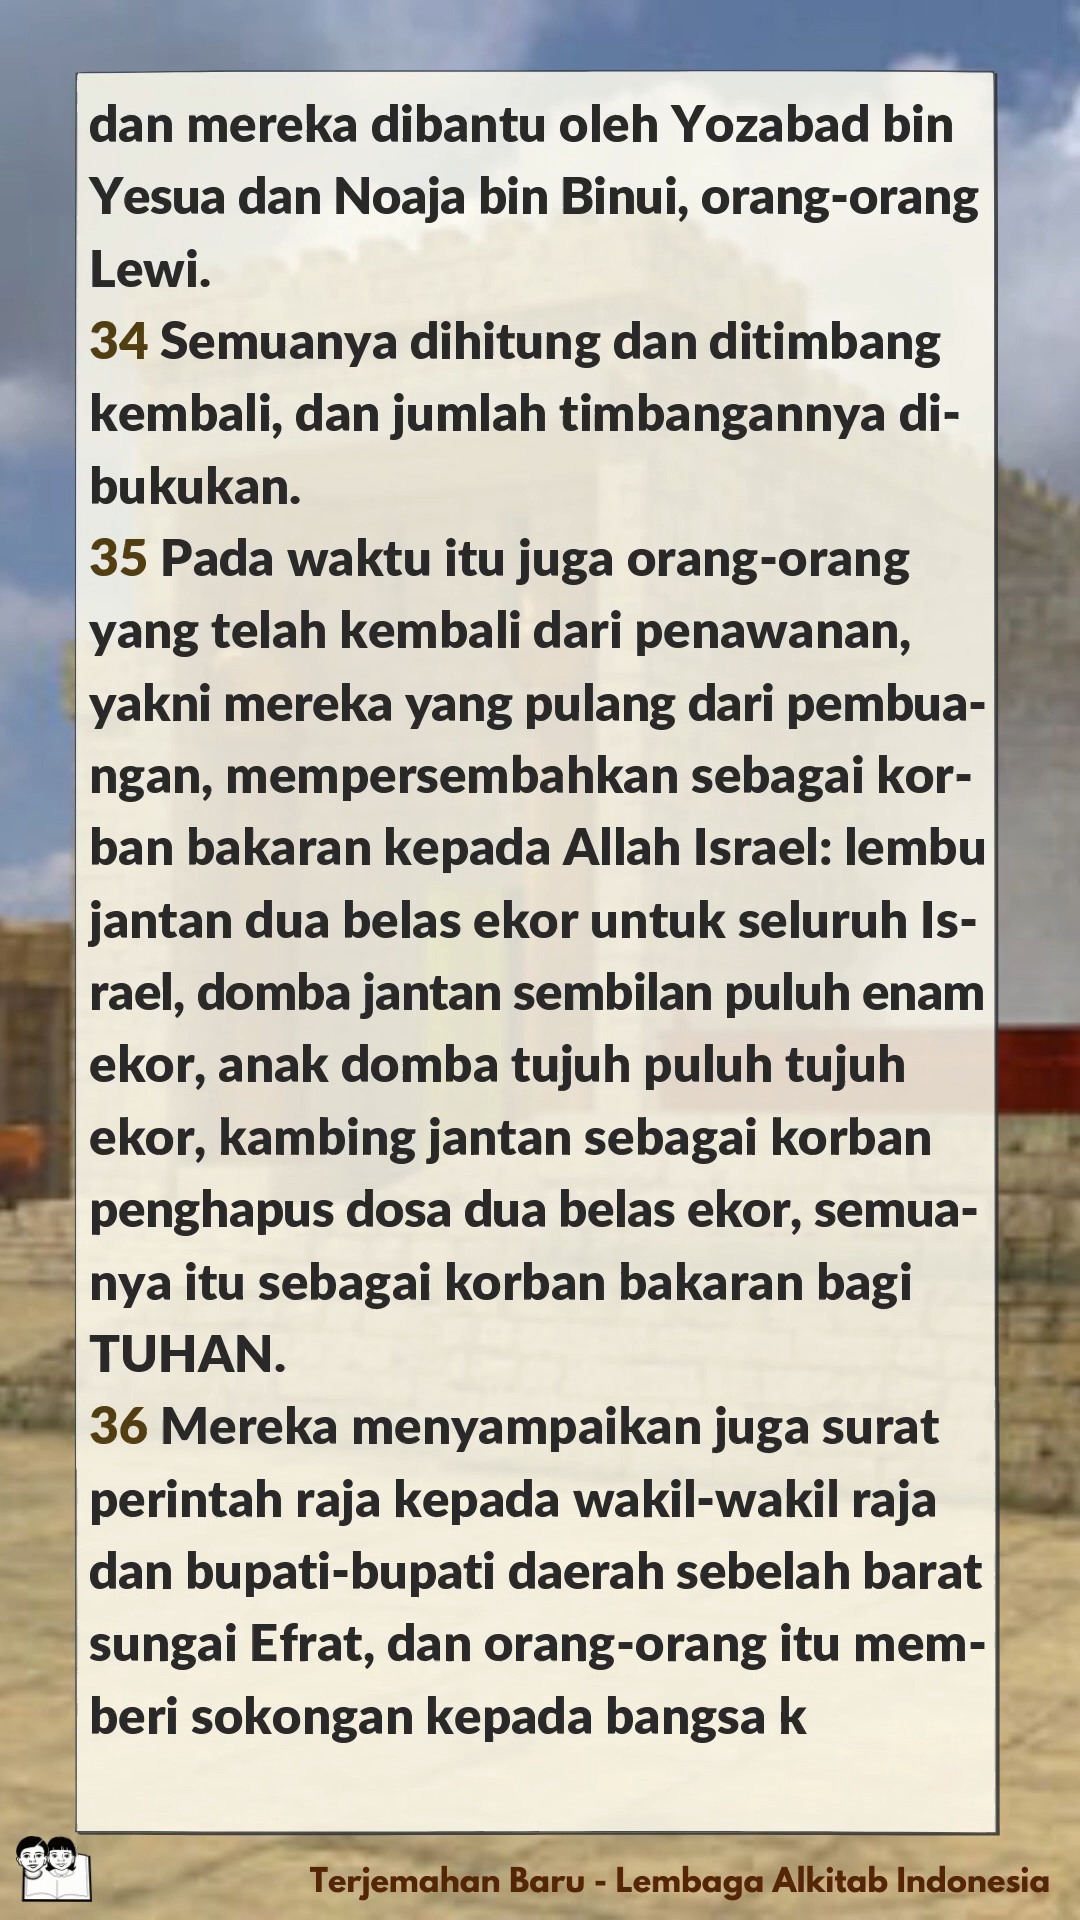 dan mereka dibantu oleh Yozabad bin
Yesua dan Noaja bin Binui, orang-orang
Lewi.
34 Semuanya dihitung dan ditimbang
kembali, dan jumlah timbangannya di-
bukukan.
35 Pada waktu itu juga orang-orang
yang telah kembali dari penawanan,
yakni mereka yang pulang dari pembua-
ngan, mempersembahkan sebagai kor-
ban bakaran kepada Allah Israel: lembu
jantan dua belas ekor untuk seluruh Is-
rael, domba jantan sembilan puluh enam
ekor, anak domba tujuh puluh tujuh
ekor, kambing jantan sebagai korban
penghapus dosa dua belas ekor, semua-
nya itu sebagai korban bakaran bagi
TUHAN.
36 Mereka menyampaikan juga surat
perintah raja kepada wakil-wakil raja
dan bupati-bupati daerah sebelah barat
sungai Efrat, dan orang-orang itu mem-
beri sokongan kepada bangsa k
Terjemahan Baru - Lembaga Alkitab Indonesia